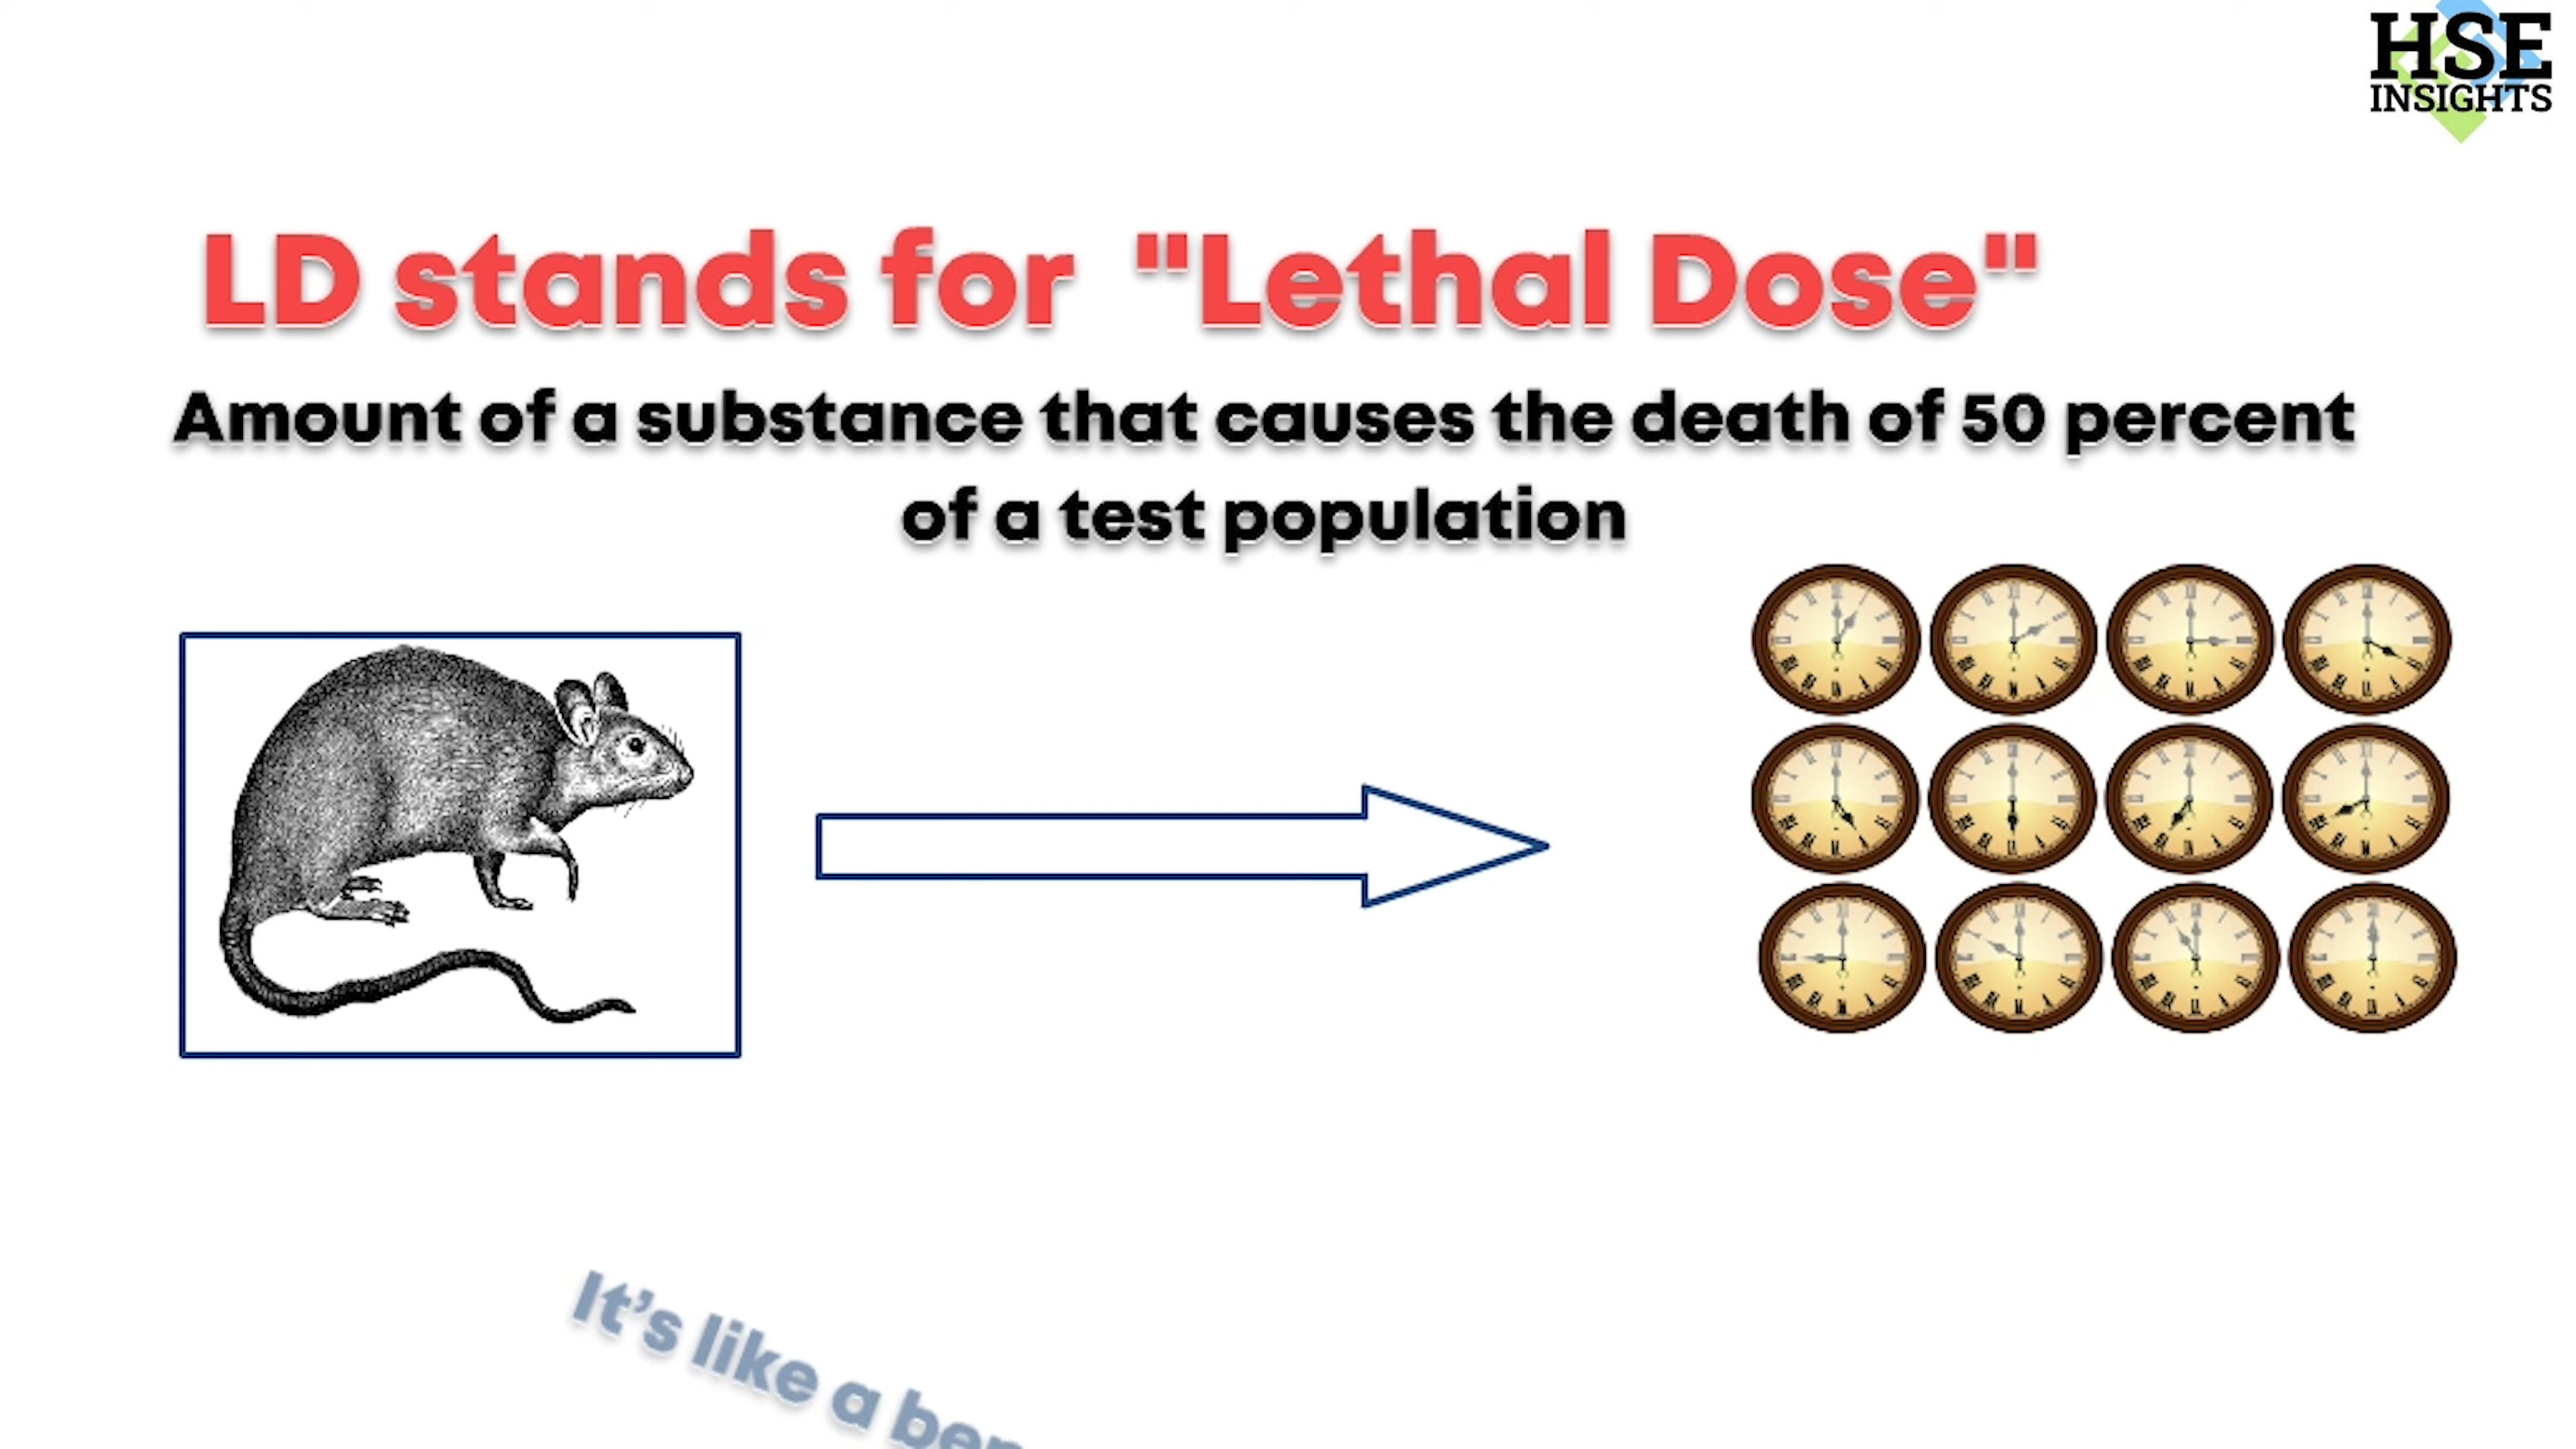 HSE
INSIGHTS
LD stands for "Lethal Dose"
Amount of a substance that causes the death of 50 percent
of a test population
It's like a